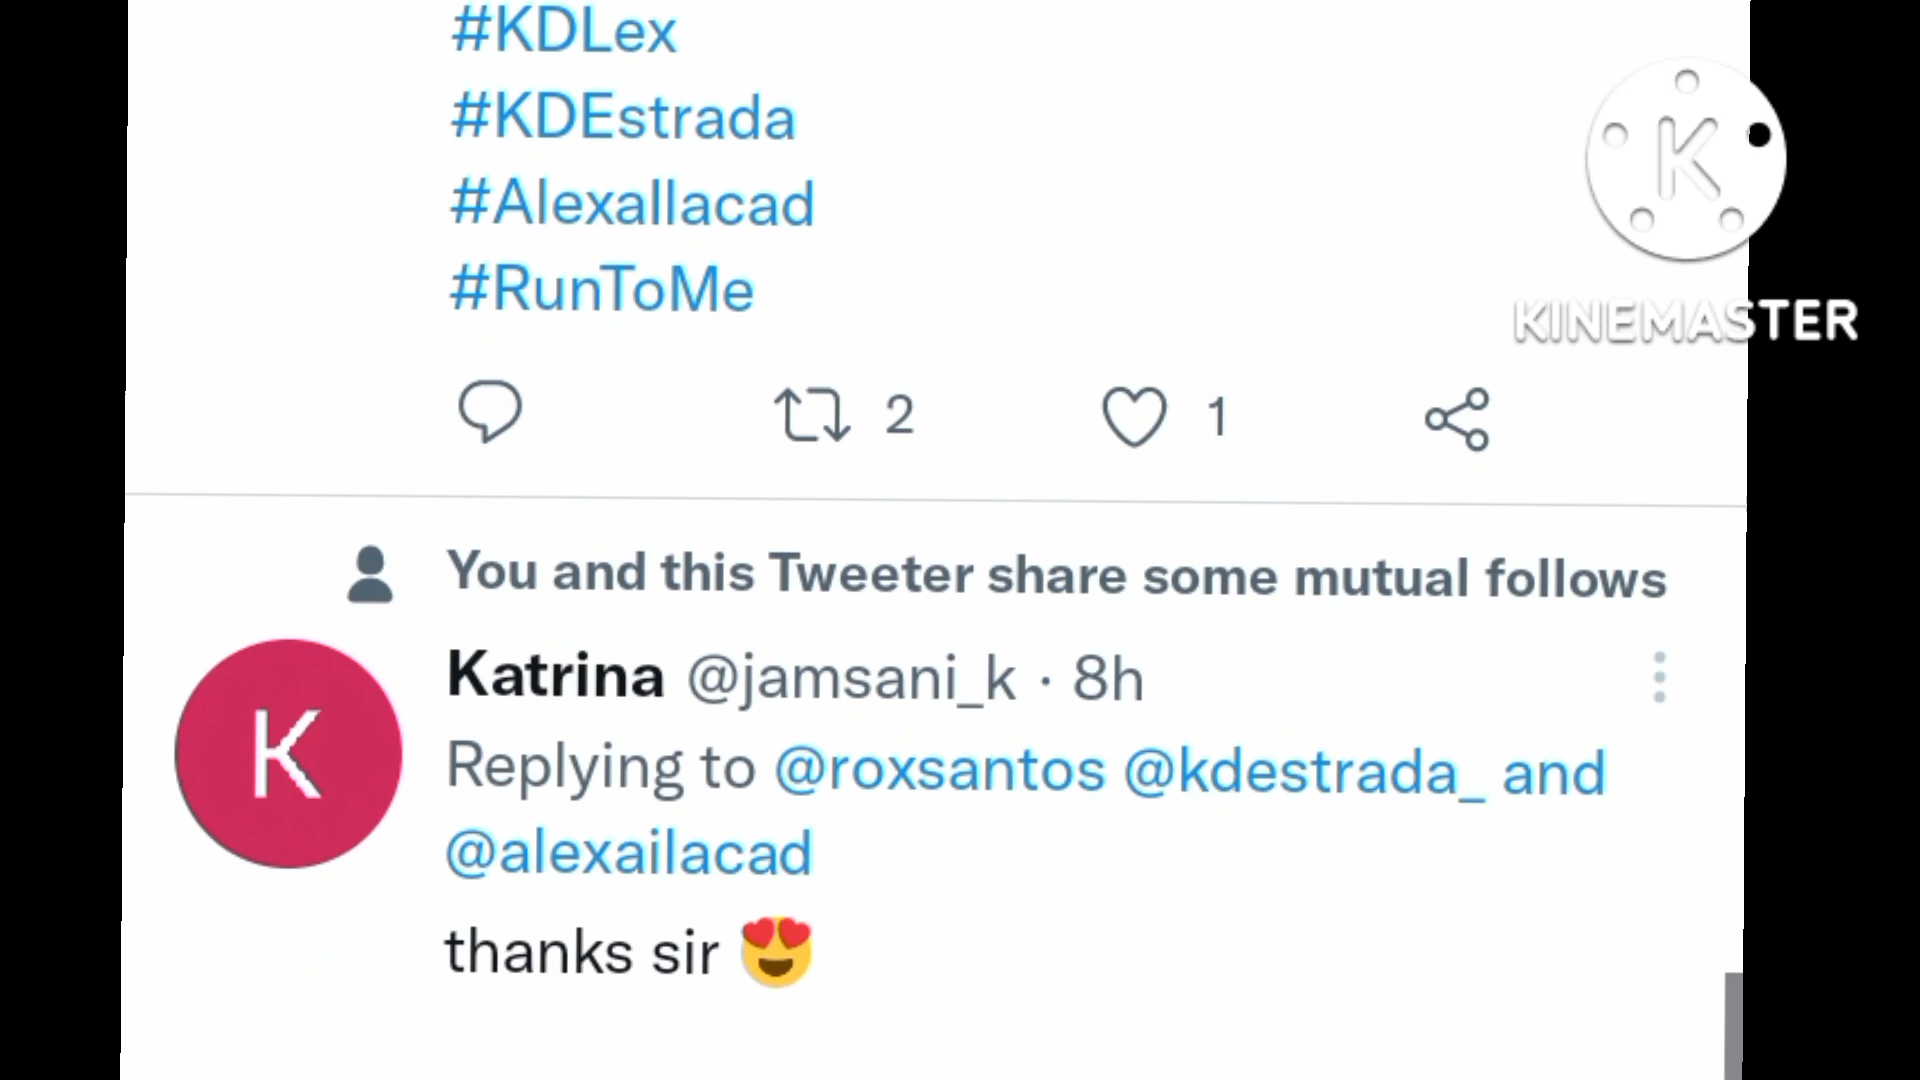 #KDLex
#KDEstrada
#Alexallacad
#RunToMe
K
KINEMASTER
2
1
You and this Tweeter share some mutual follows
K
Katrina @jamsani_k · 8h
Replying to @roxsantos @kdestrada_ and
@alexailacad
thanks sir 😍